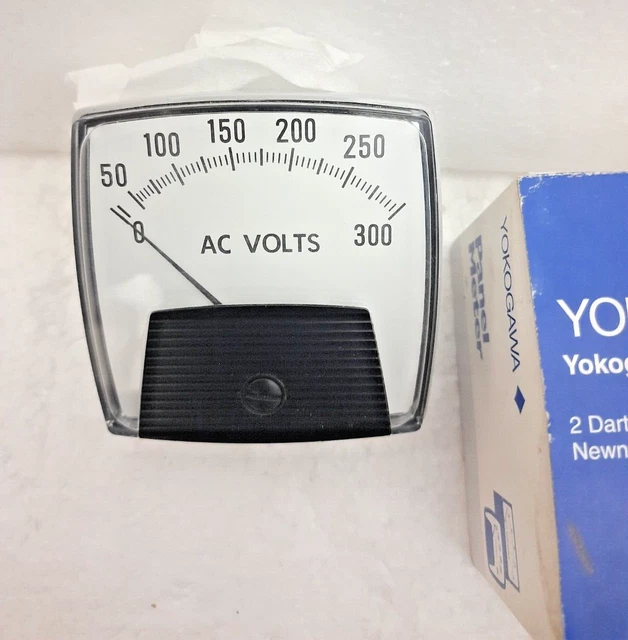 50 100 150 200 250
0 300
AC VOLTS
YOKOGAWA
Panel
Meter
YO
Yokog
2 Dart
Newn